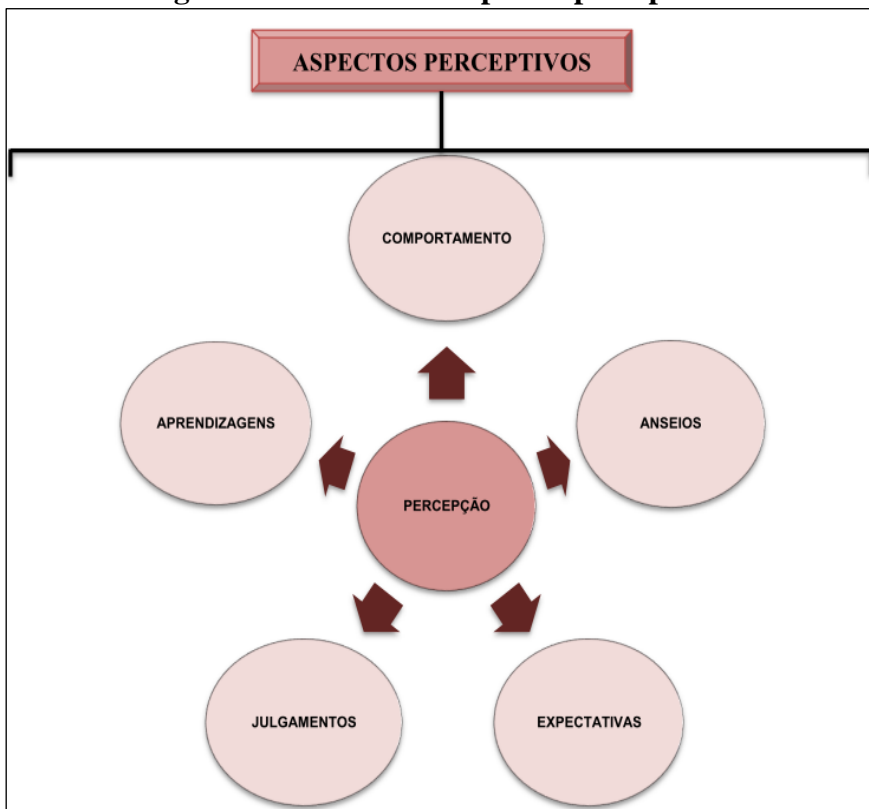 ASPECTOS PERCEPTIVOS
COMPORTAMENTO
APRENDIZAGENS
ANSEIOS
PERCEPÇÃO
JULGAMENTOS
EXPECTATIVAS